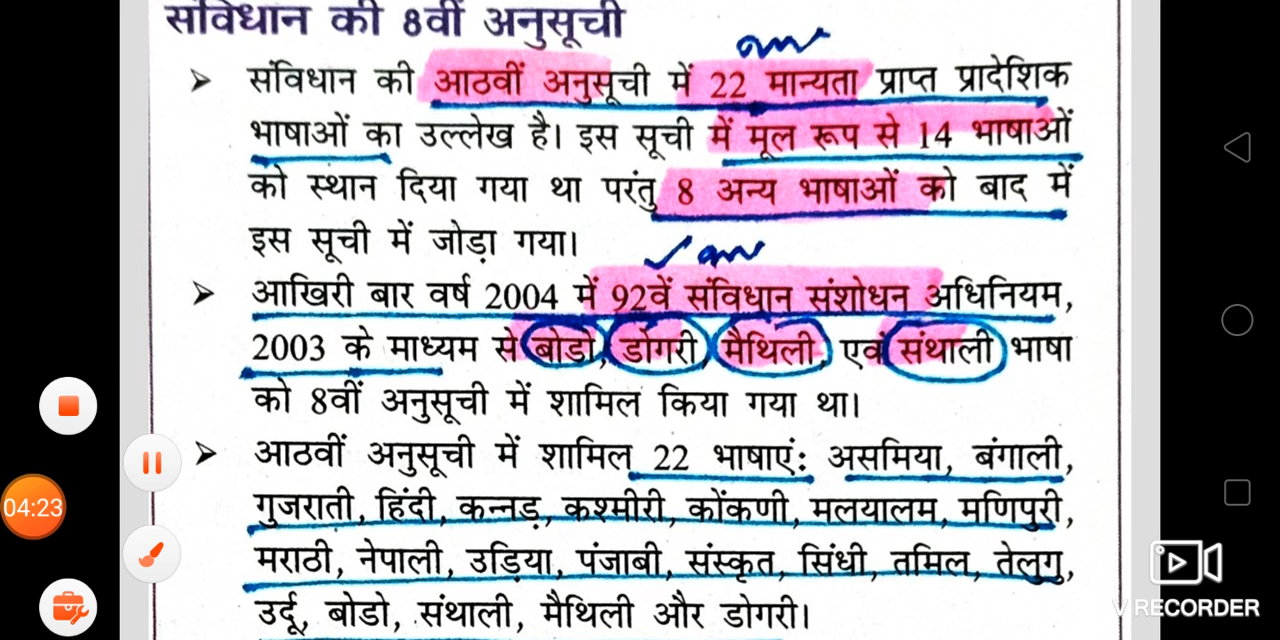 संविधान की 8वीं अनुसूची
ans
➤ संविधान की आठवीं अनुसूची में 22 मान्यता प्राप्त प्रादेशिक
भाषाओं का उल्लेख है। इस सूची में मूल रूप से 14 भाषाओं
को स्थान दिया गया था परंतु 8 अन्य भाषाओं को बाद में
इस सूची में जोड़ा गया।
✓ ans
➤ आखिरी बार वर्ष 2004 में 92वें संविधान संशोधन अधिनियम,
2003 के माध्यम से बोडो, डोगरी, मैथिली, एवं संथाली भाषा
को 8वीं अनुसूची में शामिल किया गया था।
➤ आठवीं अनुसूची में शामिल 22 भाषाएं: असमिया, बंगाली,
गुजराती, हिंदी, कन्नड़, कश्मीरी, कोंकणी, मलयालम, मणिपुरी,
मराठी, नेपाली, उड़िया, पंजाबी, संस्कृत, सिंधी, तमिल, तेलुगु,
उर्दू, बोडो, संथाली, मैथिली और डोगरी।
04:23
V RECORDER